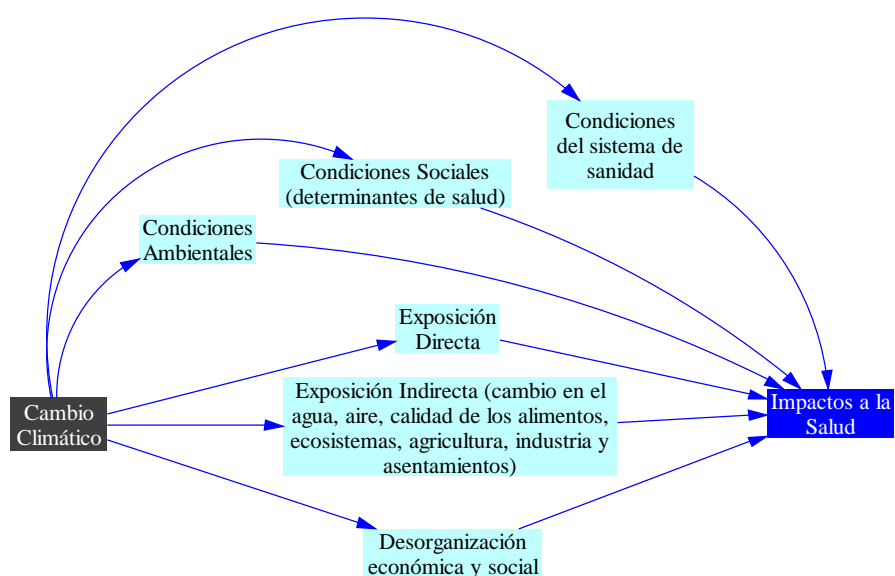 Condiciones
del sistema de
sanidad
Condiciones Sociales
(determinantes de salud)
Condiciones
Ambientales
Exposición
Directa
Exposición Indirecta (cambio en el
agua, aire, calidad de los alimentos,
ecosistemas, agricultura, industria y
asentamientos)
Cambio
Climático
Impactos a la
Salud
Desorganización
económica y social